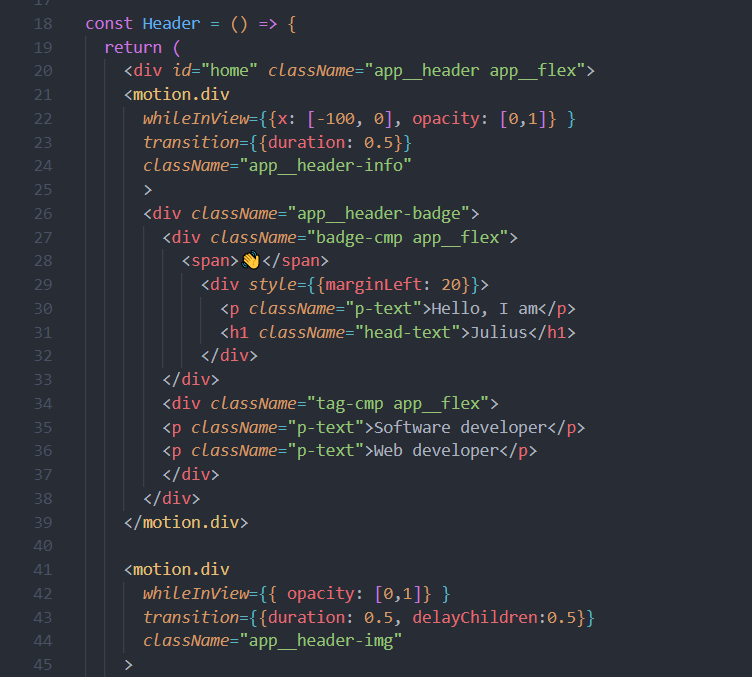 17
18 const Header = () => {
19 return (
20 <div id="home" className="app__header app__flex">
21 <motion.div
22 whileInView={{x: [-100, 0], opacity: [0,1]} }
23 transition={{duration: 0.5}}
24 className="app__header-info"
25 >
26 <div className="app__header-badge">
27 <div className="badge-cmp app__flex">
28 <span>👋</span>
29 <div style={{marginLeft: 20}}>
30 <p className="p-text">Hello, I am</p>
31 <h1 className="head-text">Julius</h1>
32 </div>
33 </div>
34 <div className="tag-cmp app__flex">
35 <p className="p-text">Software developer</p>
36 <p className="p-text">Web developer</p>
37 </div>
38 </div>
39 </motion.div>
40
41 <motion.div
42 whileInView={{ opacity: [0,1]} }
43 transition={{duration: 0.5, delayChildren:0.5}}
44 className="app__header-img"
45 >